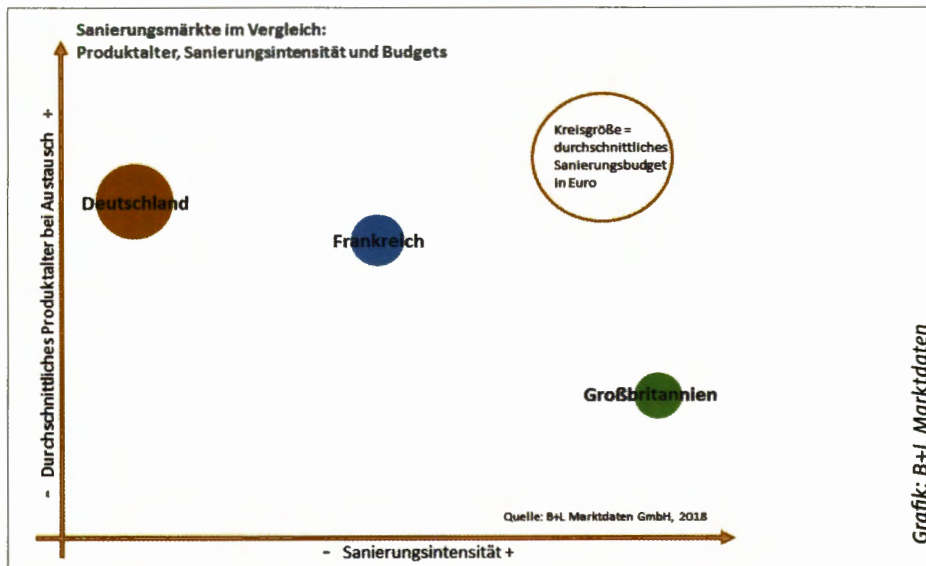 Sanierungsmärkte im Vergleich:
Produktalter, Sanierungsintensität und Budgets
- Durchschnittliches Produktalter bei Austausch +
Kreisgröße =
durchschnittliches
Sanierungsbudget
in Euro
Deutschland
Frankreich
Großbritannien
Quelle: B+L Marktdaten GmbH, 2018
- Sanierungsintensität +
Grafik: B+L Marktdaten